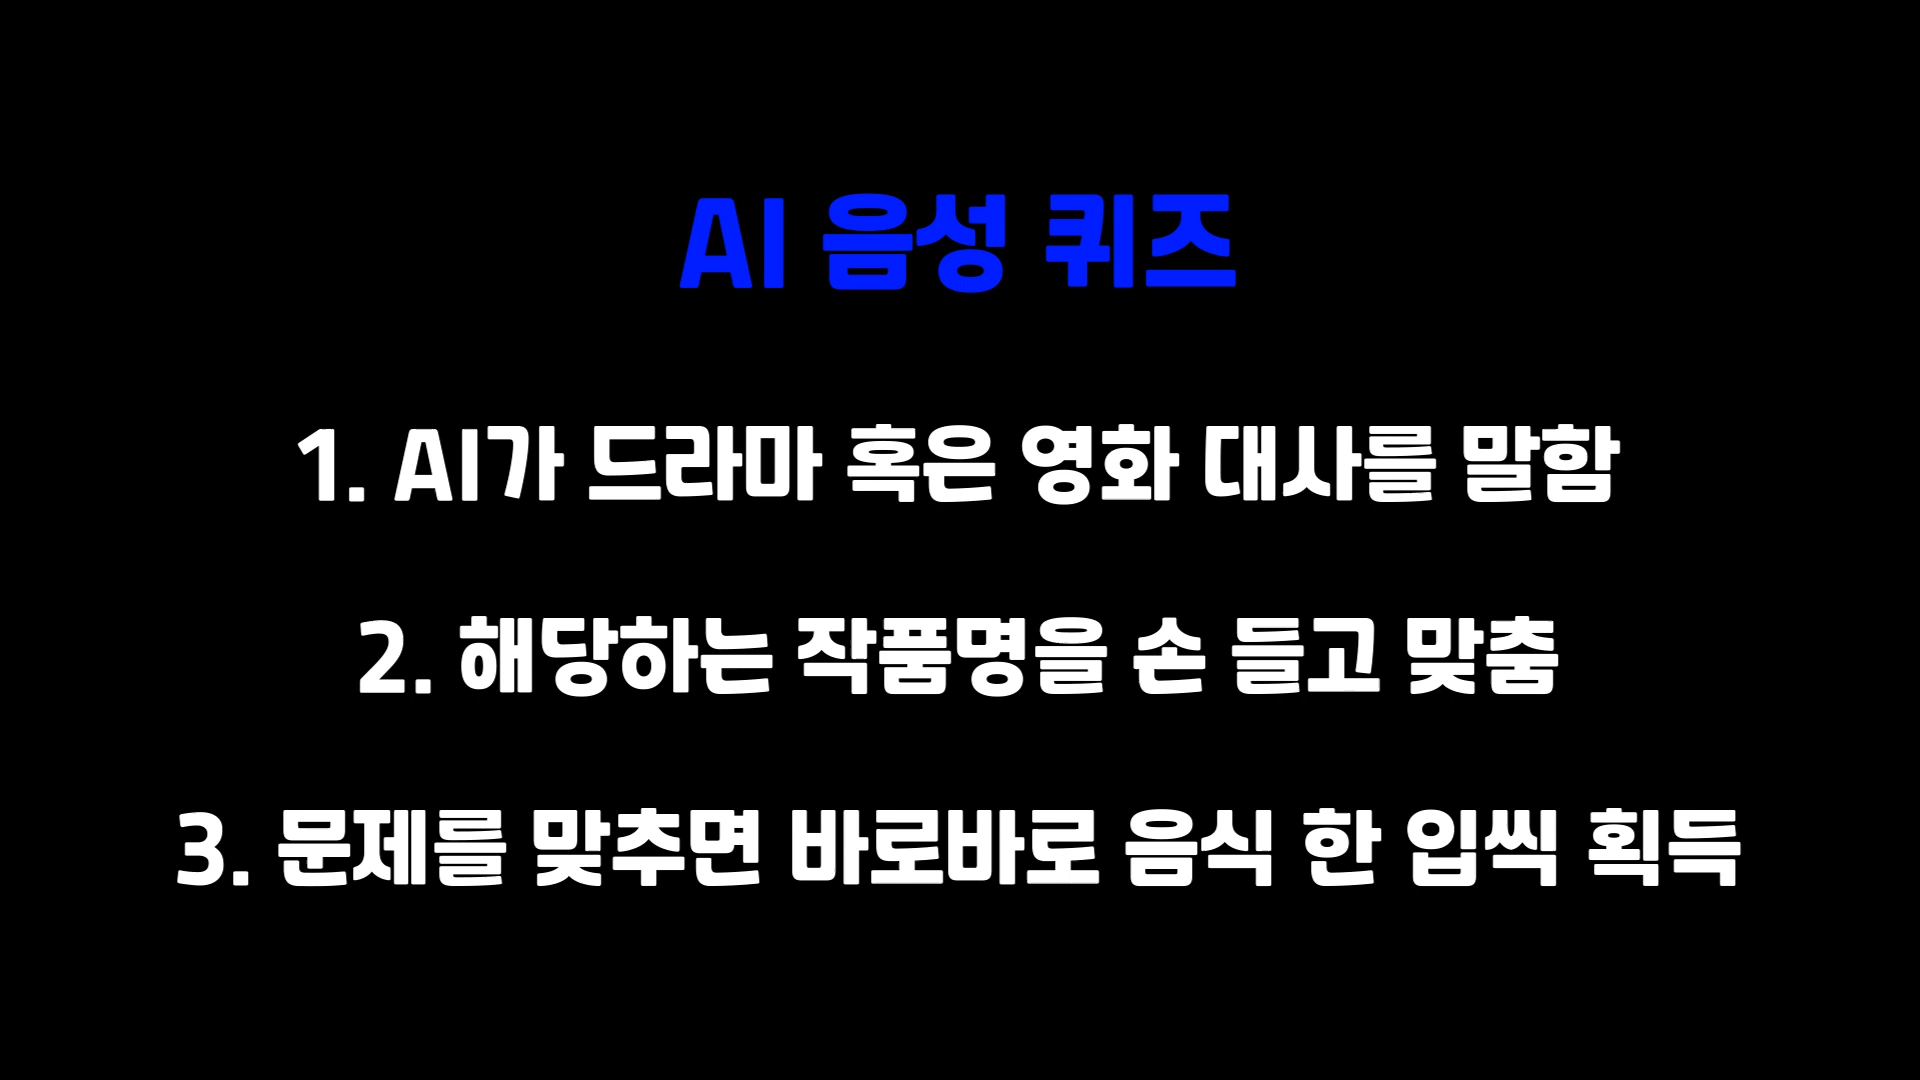 AI 음성 퀴즈
1. AI가 드라마 혹은 영화 대사를 말함
2. 해당하는 작품명을 손 들고 맞춤
3. 문제를 맞추면 바로바로 음식 한 입씩 획득